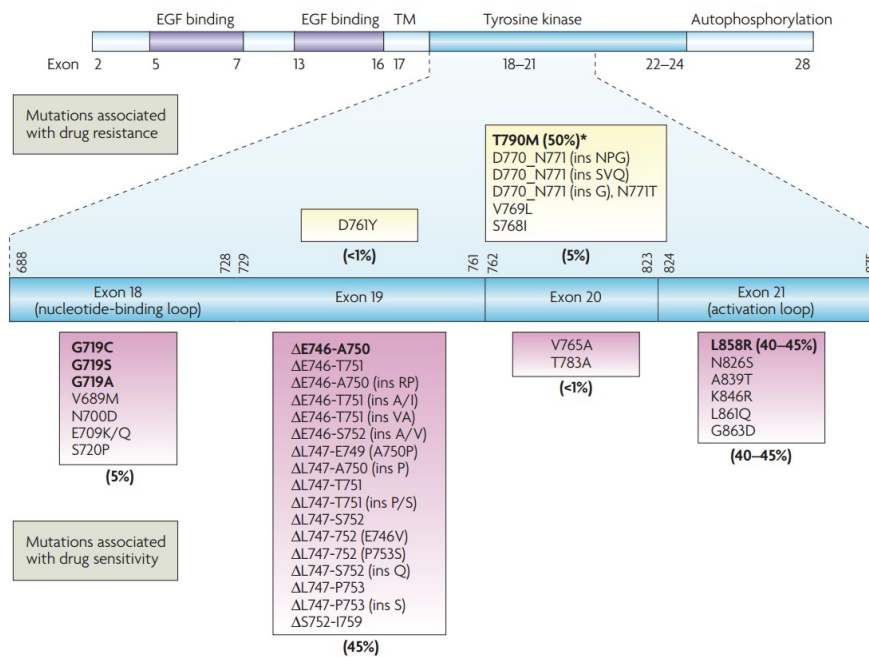 EGF binding EGF binding TM Tyrosine kinase Autophosphorylation
Exon 2 5 7 13 16 17 18–21 22–24 28
Mutations associated
with drug resistance
T790M (50%)*
D770_N771 (ins NPG)
D770_N771 (ins SVQ)
D770_N771 (ins G), N771T
V769L
S768I
D761Y
(<1%)
(5%)
688 728 729 761 762 823 824 875
Exon 18
(nucleotide-binding loop)
Exon 19
Exon 20
Exon 21
(activation loop)
G719C
G719S
G719A
V689M
N700D
E709K/Q
S720P
(5%)
ΔE746-A750
ΔE746-T751
ΔE746-A750 (ins RP)
ΔE746-T751 (ins A/I)
ΔE746-T751 (ins VA)
ΔE746-S752 (ins A/V)
ΔL747-E749 (A750P)
ΔL747-A750 (ins P)
ΔL747-T751
ΔL747-T751 (ins P/S)
ΔL747-S752
ΔL747-752 (E746V)
ΔL747-752 (P753S)
ΔL747-S752 (ins Q)
ΔL747-P753
ΔL747-P753 (ins S)
ΔS752-I759
(45%)
V765A
T783A
(<1%)
L858R (40–45%)
N826S
A839T
K846R
L861Q
G863D
(40–45%)
Mutations associated
with drug sensitivity